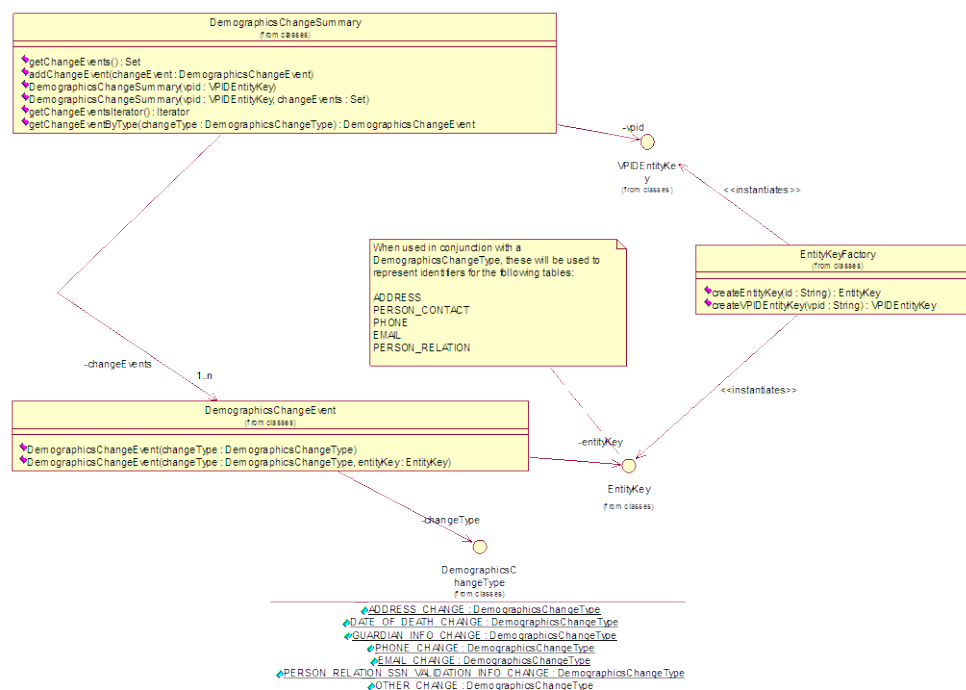 DemographicsChangeSummary
(from classes)
getChangeEvents() : Set
addChangeEvent(changeEvent : DemographicsChangeEvent)
DemographicsChangeSummary(vpid : VPIDEntityKey)
DemographicsChangeSummary(vpid : VPIDEntityKey, changeEvents : Set)
getChangeEventsIterator() : Iterator
getChangeEventByType(changeType : DemographicsChangeType) : DemographicsChangeEvent
-vpid
VPIDEntityKe
y
(from classes)
<<instantiates>>
When used in conjunction with a
DemographicsChangeType, these will be used to
represent identifiers for the following tables:
ADDRESS
PERSON_CONTACT
PHONE
EMAIL
PERSON_RELATION
EntityKeyFactory
(from classes)
createEntityKey(id : String) : EntityKey
createVPIDEntityKey(vpid : String) : VPIDEntityKey
-changeEvents
1..n
<<instantiates>>
DemographicsChangeEvent
(from classes)
DemographicsChangeEvent(changeType : DemographicsChangeType)
DemographicsChangeEvent(changeType : DemographicsChangeType, entityKey : EntityKey)
-entityKey
EntityKey
(from classes)
-changeType
DemographicsC
hangeType
(from classes)
ADDRESS_CHANGE : DemographicsChangeType
DATE_OF_DEATH_CHANGE : DemographicsChangeType
GUARDIAN_INFO_CHANGE : DemographicsChangeType
PHONE_CHANGE : DemographicsChangeType
EMAIL_CHANGE : DemographicsChangeType
PERSON_RELATION_SSN_VALIDATION_INFO_CHANGE : DemographicsChangeType
OTHER_CHANGE : DemographicsChangeType